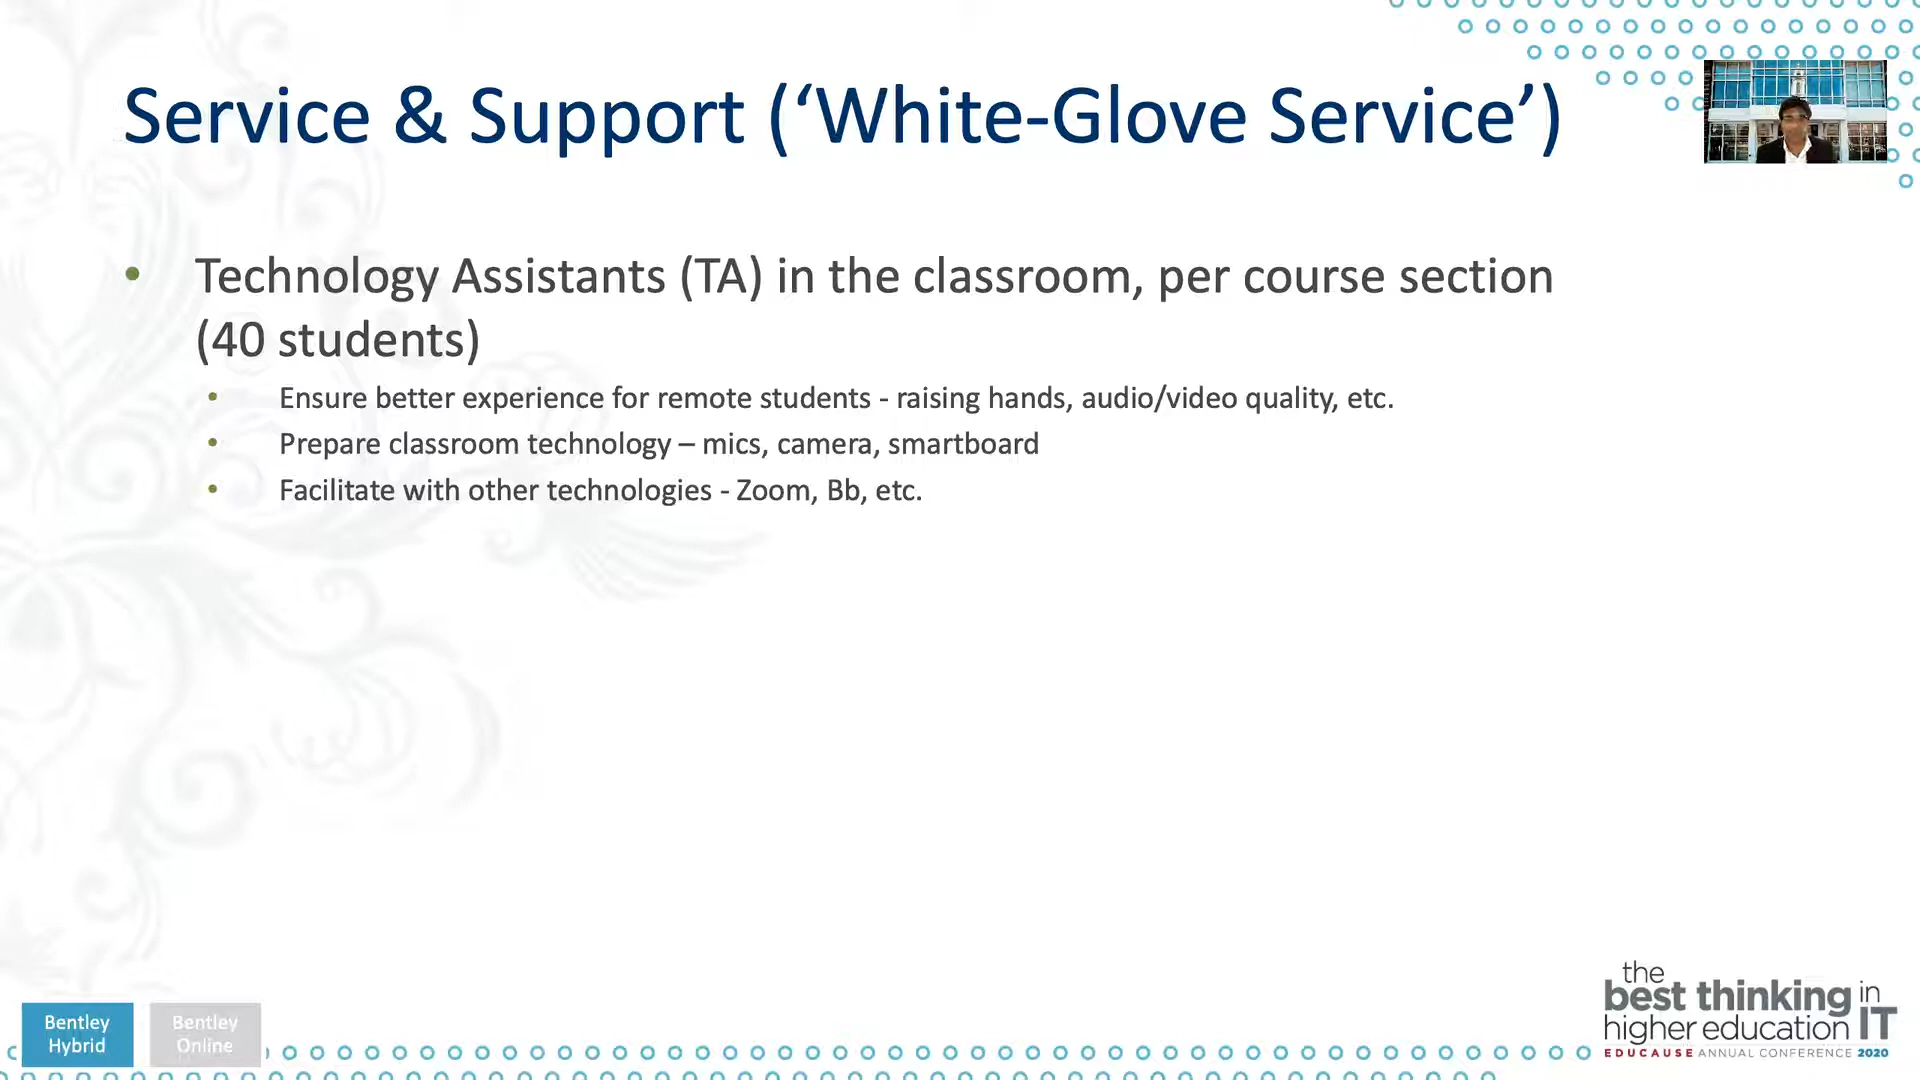 Service & Support (‘White-Glove Service’)
• Technology Assistants (TA) in the classroom, per course section
(40 students)
• Ensure better experience for remote students - raising hands, audio/video quality, etc.
• Prepare classroom technology – mics, camera, smartboard
• Facilitate with other technologies - Zoom, Bb, etc.
Bentley
Hybrid
Bentley
Online
the
best thinking in
higher education IT
EDUCAUSE ANNUAL CONFERENCE 2020